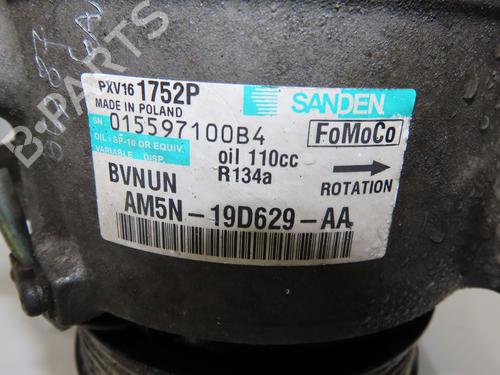 PXV16 1752P
SANDEN
MADE IN POLAND
SN: 015597100B4
FoMoCo
OIL: SP-10 OR EQUIV.
VARIABLE DISP.
oil 110cc
R134a
BVNUN
ROTATION
AM5N-19D629-AA
B-PARTS